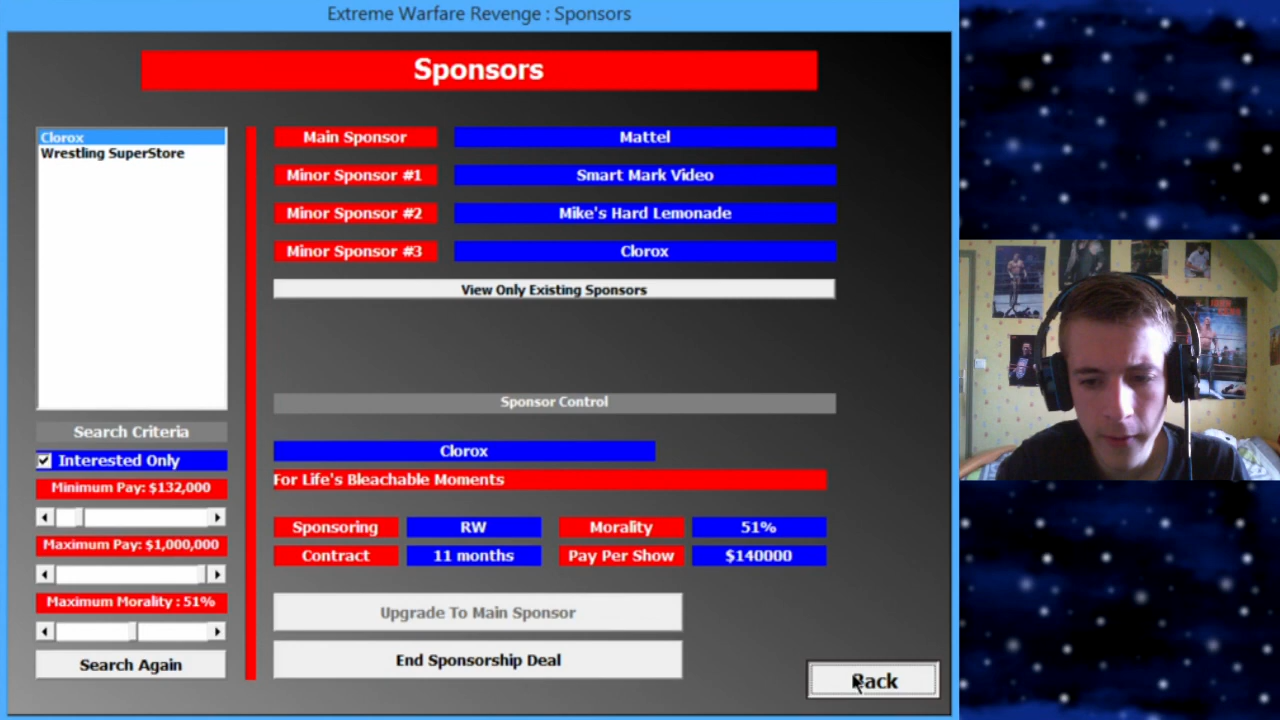 Extreme Warfare Revenge : Sponsors
Sponsors
Clorox
Wrestling SuperStore
Main Sponsor
Mattel
Minor Sponsor #1
Smart Mark Video
Minor Sponsor #2
Mike's Hard Lemonade
Minor Sponsor #3
Clorox
View Only Existing Sponsors
Sponsor Control
Search Criteria
Interested Only
Minimum Pay: $132,000
Maximum Pay: $1,000,000
Maximum Morality : 51%
Search Again
Clorox
For Life's Bleachable Moments
Sponsoring
RW
Morality
51%
Contract
11 months
Pay Per Show
$140000
Upgrade To Main Sponsor
End Sponsorship Deal
Back